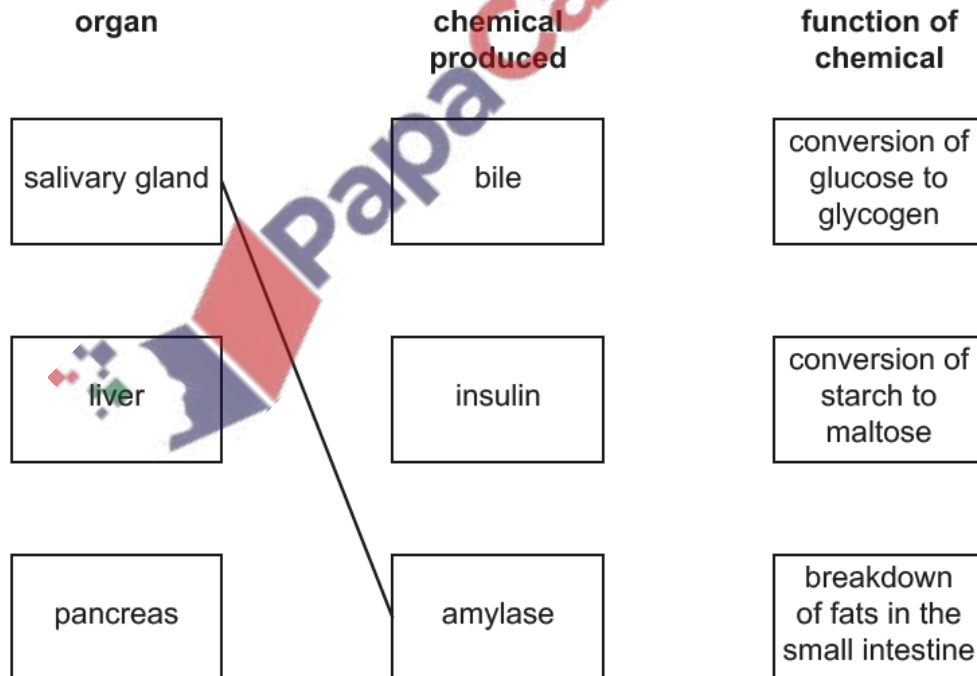 organ
chemical
produced
function of
chemical
salivary gland
bile
conversion of
glucose to
glycogen
liver
insulin
conversion of
starch to
maltose
pancreas
amylase
breakdown
of fats in the
small intestine
PapaCa